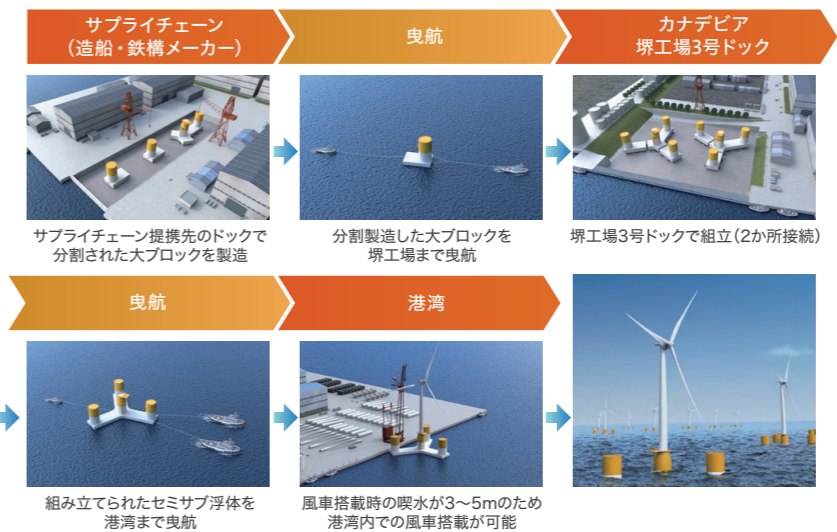 サプライチェーン
（造船・鉄構メーカー）
曳航
カナデビア
堺工場3号ドック
サプライチェーン提携先のドックで
分割された大ブロックを製造
分割製造した大ブロックを
堺工場まで曳航
堺工場3号ドックで組立（2か所接続）
曳航
港湾
組み立てられたセミサブ浮体を
港湾まで曳航
風車搭載時の喫水が3～5mのため
港湾内での風車搭載が可能